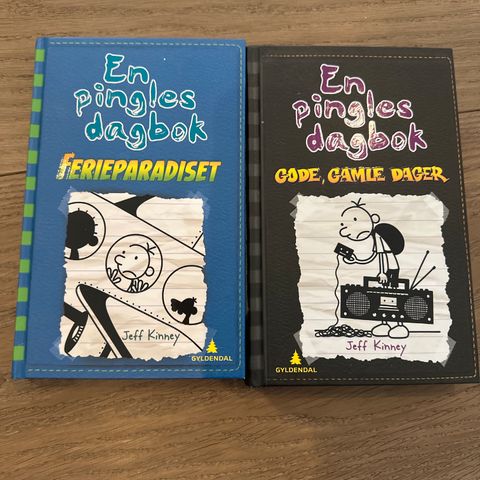 En
pingles
dagbok
FERIEPARADISET
Jeff Kinney
GYLDENDAL
En
pingles
dagbok
GODE, GAMLE DAGER
Jeff Kinney
GYLDENDAL